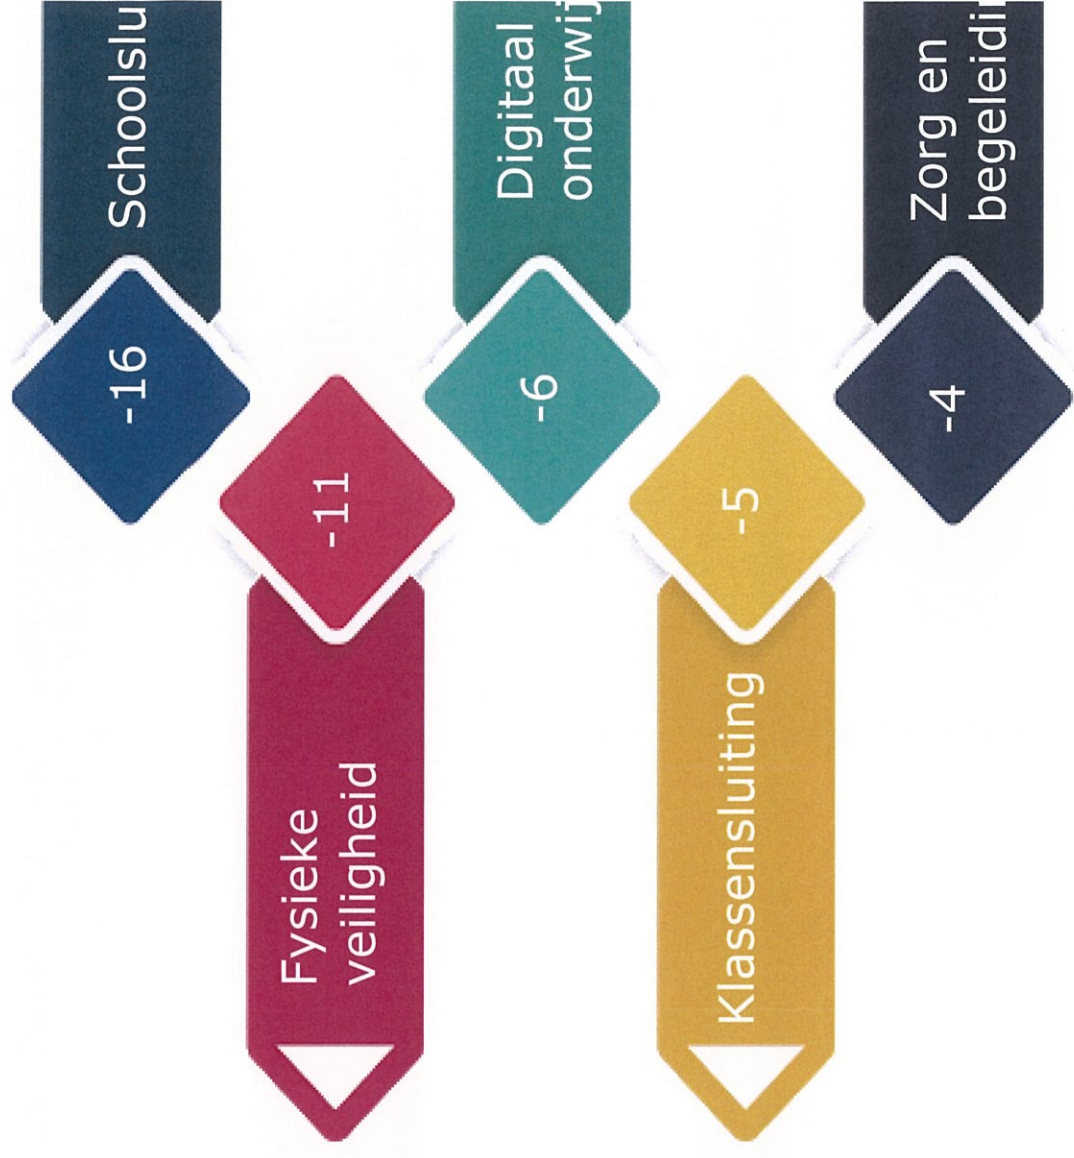 -16
Schoolslu
Fysieke
veiligheid
-11
-6
Digitaal
onderwij
Klassensluiting
-5
-4
Zorg en
begeleidi